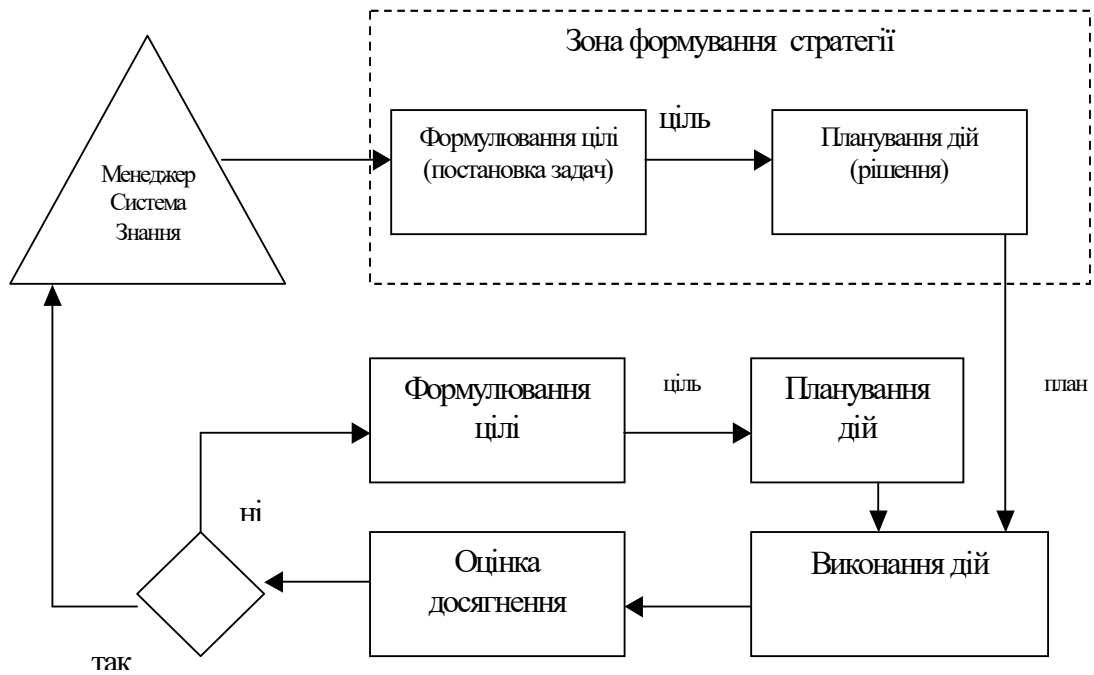 Зона формування стратегії
Формулювання цілі
(постановка задач)
ціль
Планування дій
(рішення)
Менеджер
Система
Знання
Формулювання
цілі
ціль
Планування
дій
план
ні
Оцінка
досягнення
Виконання дій
так